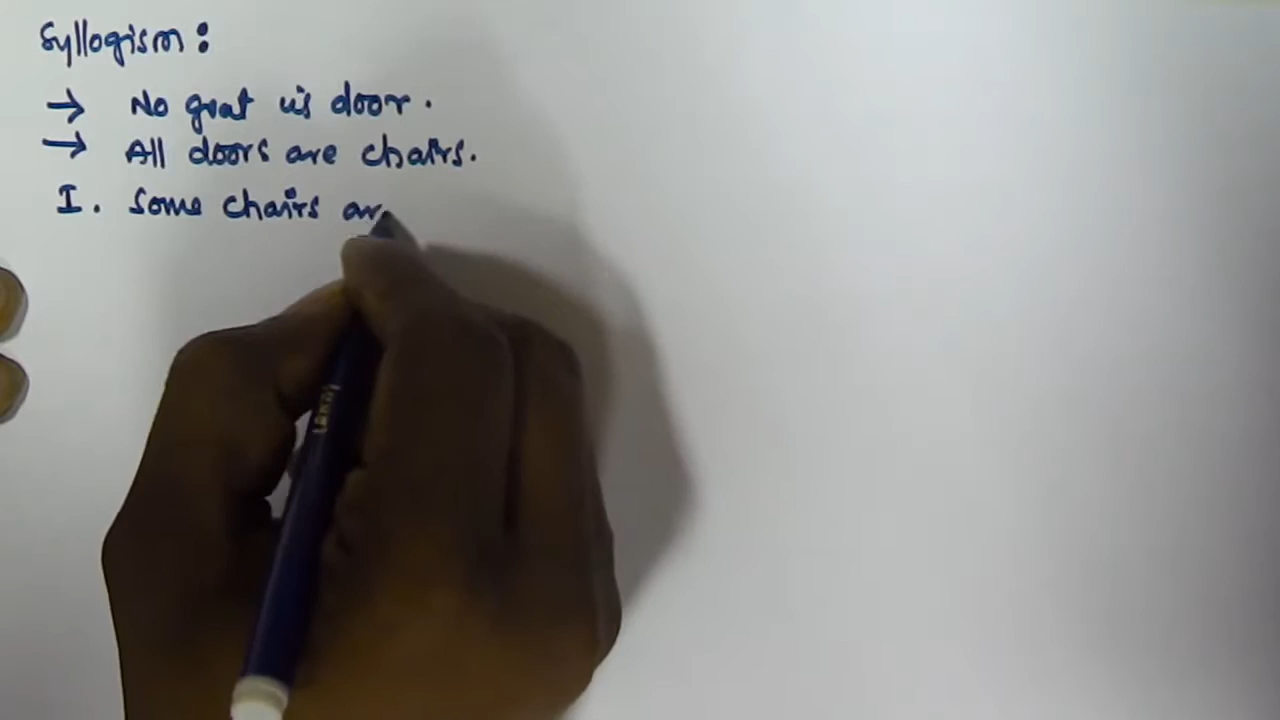 Syllogism:
→ No goat is door.
→ All doors are chairs.
I. Some chairs ar